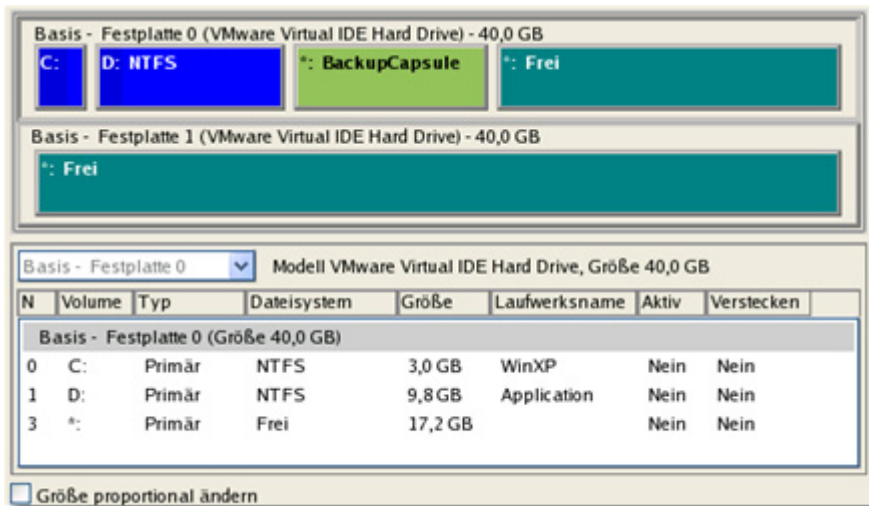 Basis - Festplatte 0 (VMware Virtual IDE Hard Drive) - 40,0 GB
C: D: NTFS *: BackupCapsule *: Frei
Basis - Festplatte 1 (VMware Virtual IDE Hard Drive) - 40,0 GB
*: Frei
Basis - Festplatte 0 Modell VMware Virtual IDE Hard Drive, Größe 40,0 GB
N Volume Typ Dateisystem Größe Laufwerksname Aktiv Verstecken
Basis - Festplatte 0 (Größe 40,0 GB)
0 C: Primär NTFS 3,0 GB WinXP Nein Nein
1 D: Primär NTFS 9,8 GB Application Nein Nein
3 *: Primär Frei 17,2 GB Nein Nein
Größe proportional ändern